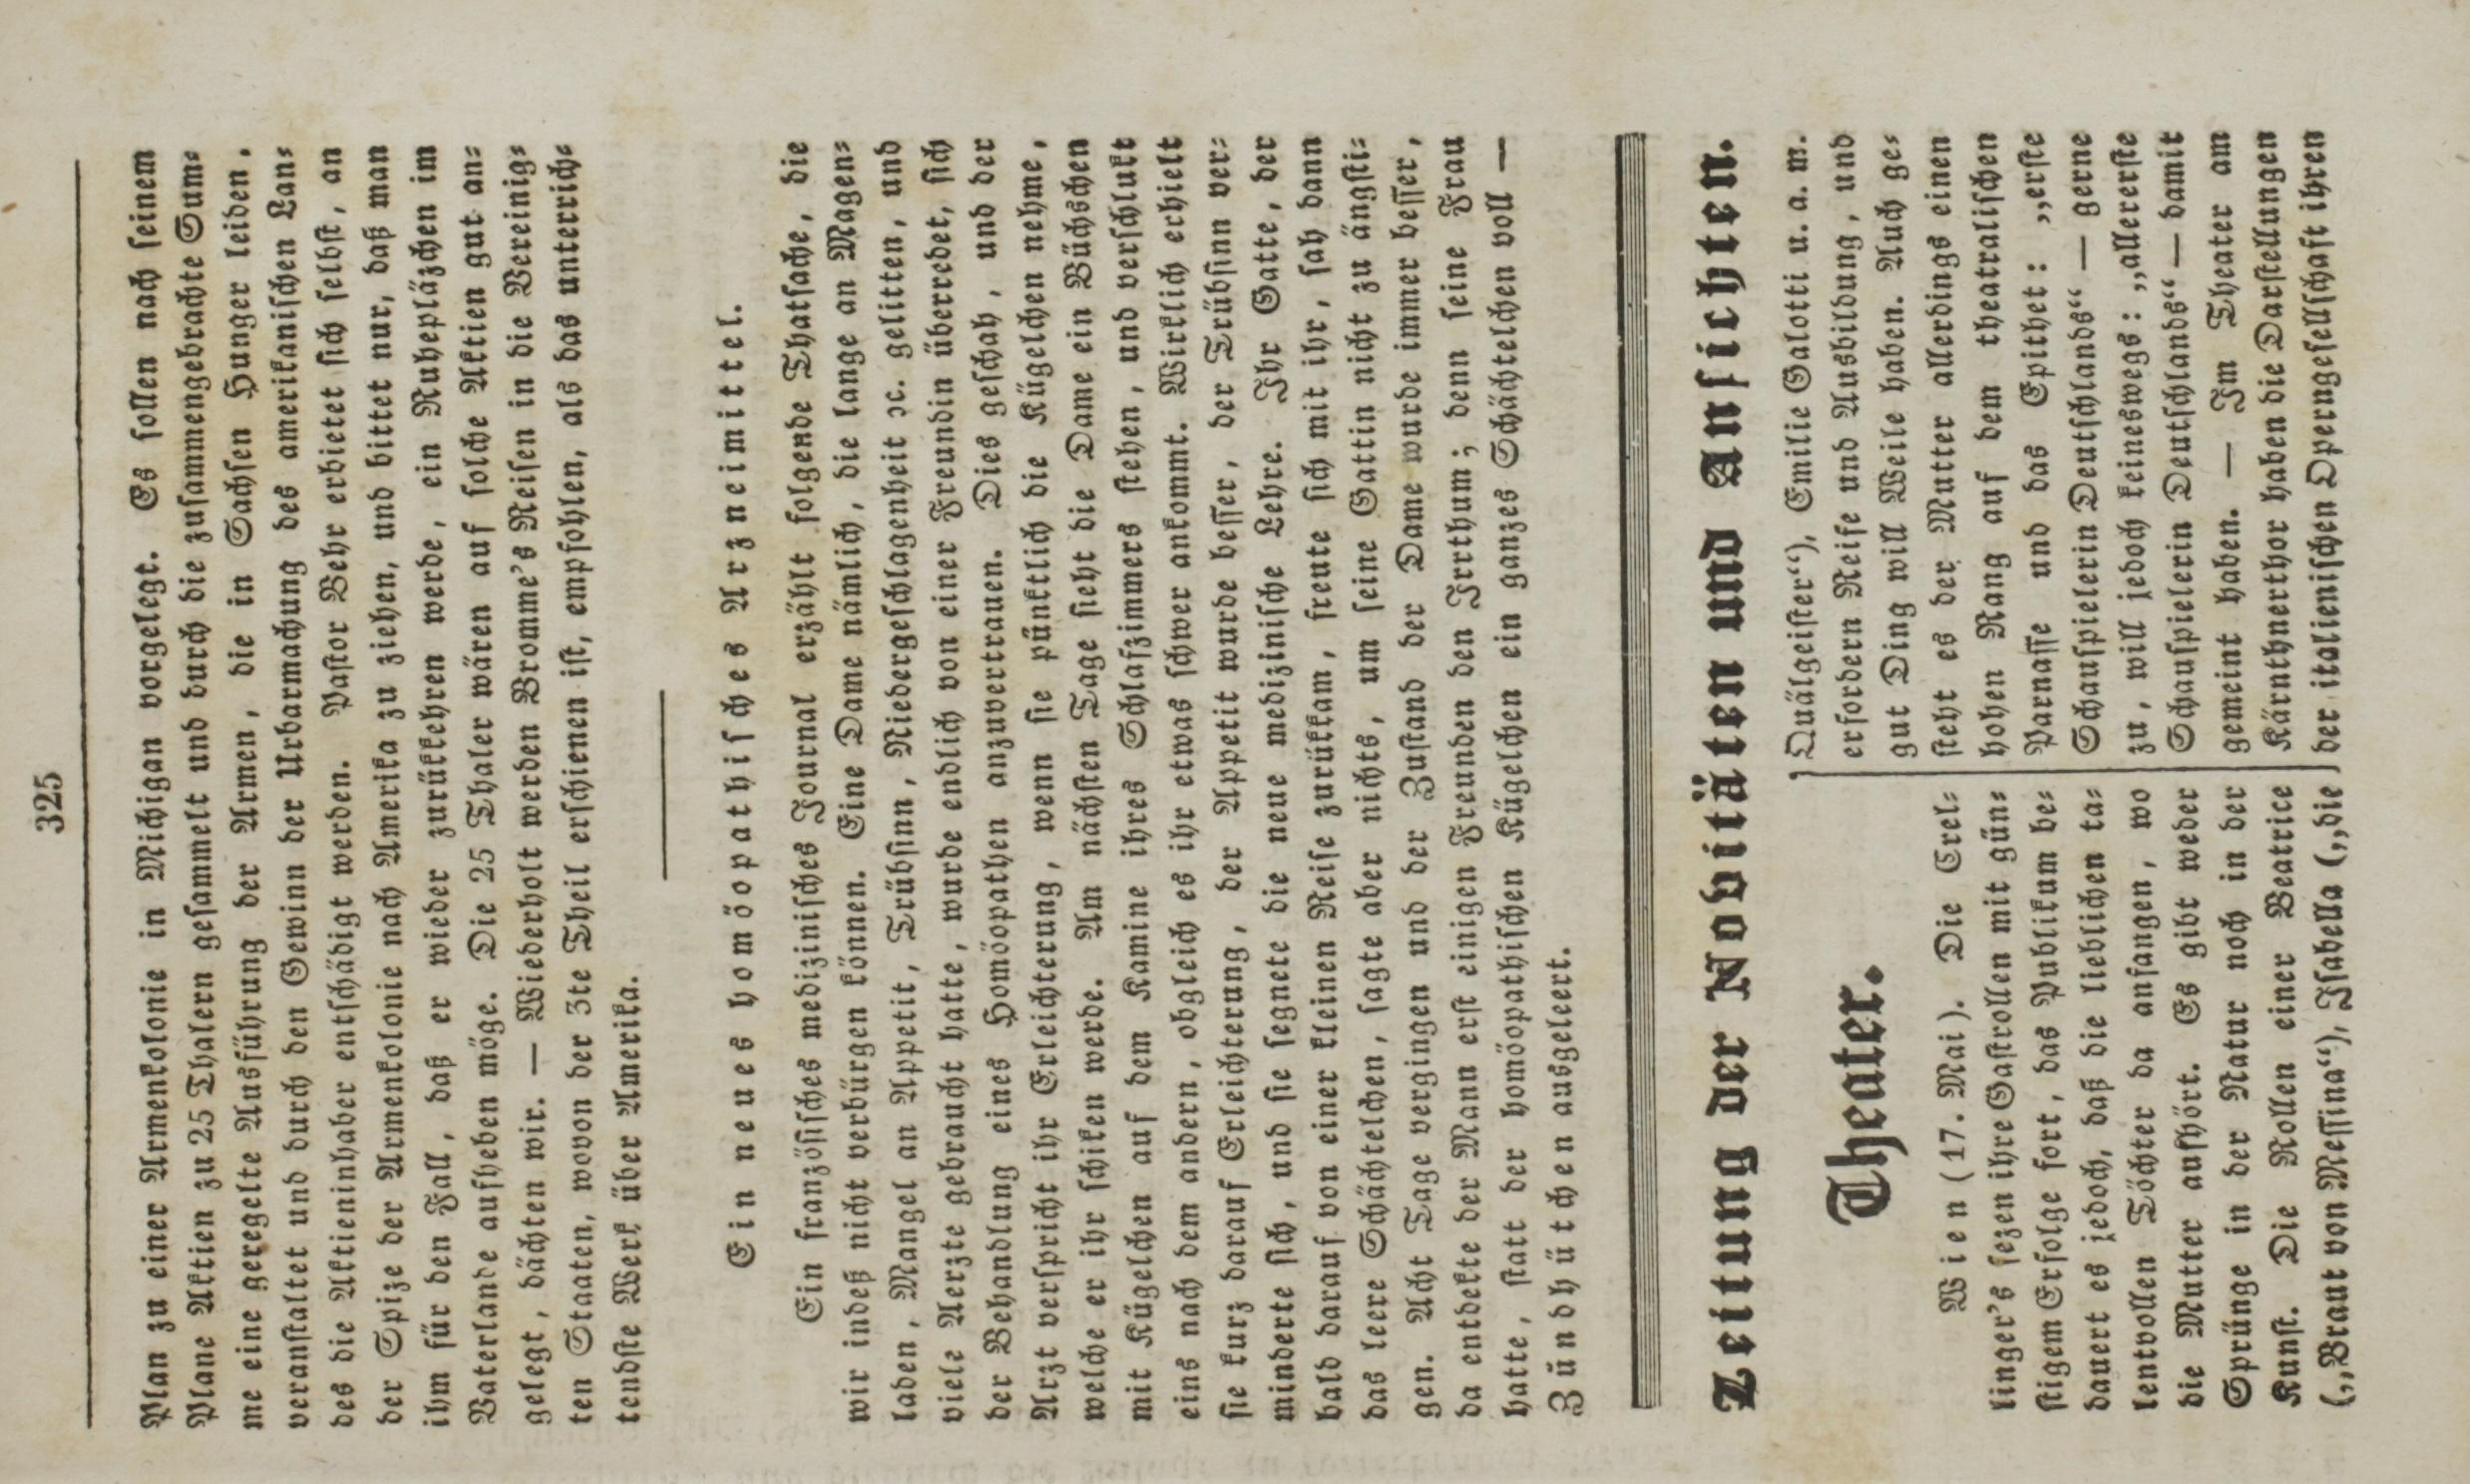 325
Plan zu einer Armenkolonie in Michigan vorgelegt. Es sollen nach seinem
Plane Aktien zu 25 Thalern gesammelt und durch die zusammengebrachte Sum-
me eine geregelte Ausführung der Armen, die in Sachsen Hunger leiden,
veranstaltet und durch den Gewinn der Urbarmachung des amerikanischen Lan-
des die Aktieninhaber entschädigt werden. Pastor Behr erbietet sich selbst, an
der Spize der Armenkolonie nach Amerika zu ziehen, und bittet nur, daß man
ihm für den Fall, daß er wieder zurükkehren werde, ein Ruheplätzchen im
Vaterlande aufheben möge. Die 25 Thaler wären auf solche Aktien gut an-
gelegt, dächten wir. — Wiederholt werden Bromme's Reisen in die Vereinig-
ten Staaten, wovon der 3te Theil erschienen ist, empfohlen, als das unterrich-
tendste Werk über Amerika.
Ein neues homöopathisches Arzneimittel.
Ein französisches medizinisches Journal erzählt folgende Thatsache, die
wir indeß nicht verbürgen können. Eine Dame nämlich, die lange an Magen-
laden, Mangel an Appetit, Trübsinn, Niedergeschlagenheit ꝛc. gelitten, und
viele Aerzte gebraucht hatte, wurde endlich von einer Freundin überredet, sich
der Behandlung eines Homöopathen anzuvertrauen. Dies geschah, und der
Arzt verspricht ihr Erleichterung, wenn sie pünktlich die Kügelchen nehme,
welche er ihr schiken werde. Am nächsten Tage sieht die Dame ein Büchschen
mit Kügelchen auf dem Kamine ihres Schlafzimmers stehen, und verschlukt
eins nach dem andern, obgleich es ihr etwas schwer ankommt. Wirklich erhielt
sie kurz darauf Erleichterung, der Appetit wurde besser, der Trübsinn ver-
minderte sich, und sie segnete die neue medizinische Lehre. Ihr Gatte, der
bald darauf von einer kleinen Reise zurükkam, freute sich mit ihr, sah dann
das leere Schächtelchen, sagte aber nichts, um seine Gattin nicht zu ängsti-
gen. Acht Tage vergingen und der Zustand der Dame wurde immer besser,
da entdekte der Mann erst einigen Freunden den Irrthum; denn seine Frau
hatte, statt der homöopathischen Kügelchen ein ganzes Schächtelchen voll —
Zündhütchen ausgeleert.
Zeitung der Novitäten und Ansichten.
Theater.
Wien (17. Mai). Die Crel-
linger's sezen ihre Gastrollen mit gün-
stigem Erfolge fort, das Publikum be-
dauert es jedoch, daß die lieblichen ta-
lentvollen Töchter da anfangen, wo
die Mutter aufhört. Es gibt weder
Sprünge in der Natur noch in der
Kunst. Die Rollen einer Beatrice
(„Braut von Messina“), Isabella („die
Quälgeister“), Emilie Galotti u. a. m.
erfordern Reife und Ausbildung, und
gut Ding will Weile haben. Auch ge-
steht es der Mutter allerdings einen
hohen Rang auf dem theatralischen
Parnasse und das Epithet: „erste
Schauspielerin Deutschlands“ — gerne
zu, will jedoch keineswegs: „allererste
Schauspielerin Deutschlands“ — damit
gemeint haben. — Im Theater am
Kärnthnerthor haben die Darstellungen
der italienischen Operngesellschaft ihren